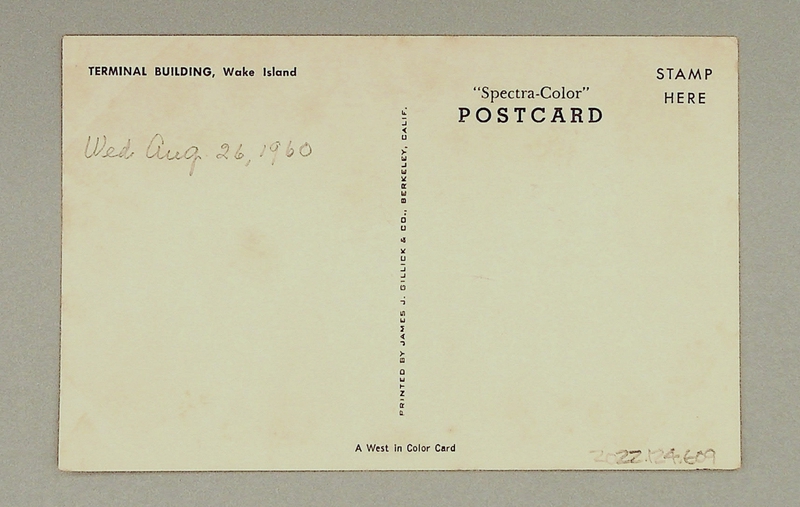 TERMINAL BUILDING, Wake Island
Wed. Aug. 26, 1960
PRINTED BY JAMES J. GILLICK & CO., BERKELEY, CALIF.
"Spectra-Color"
POSTCARD
STAMP
HERE
A West in Color Card
2022.124.609